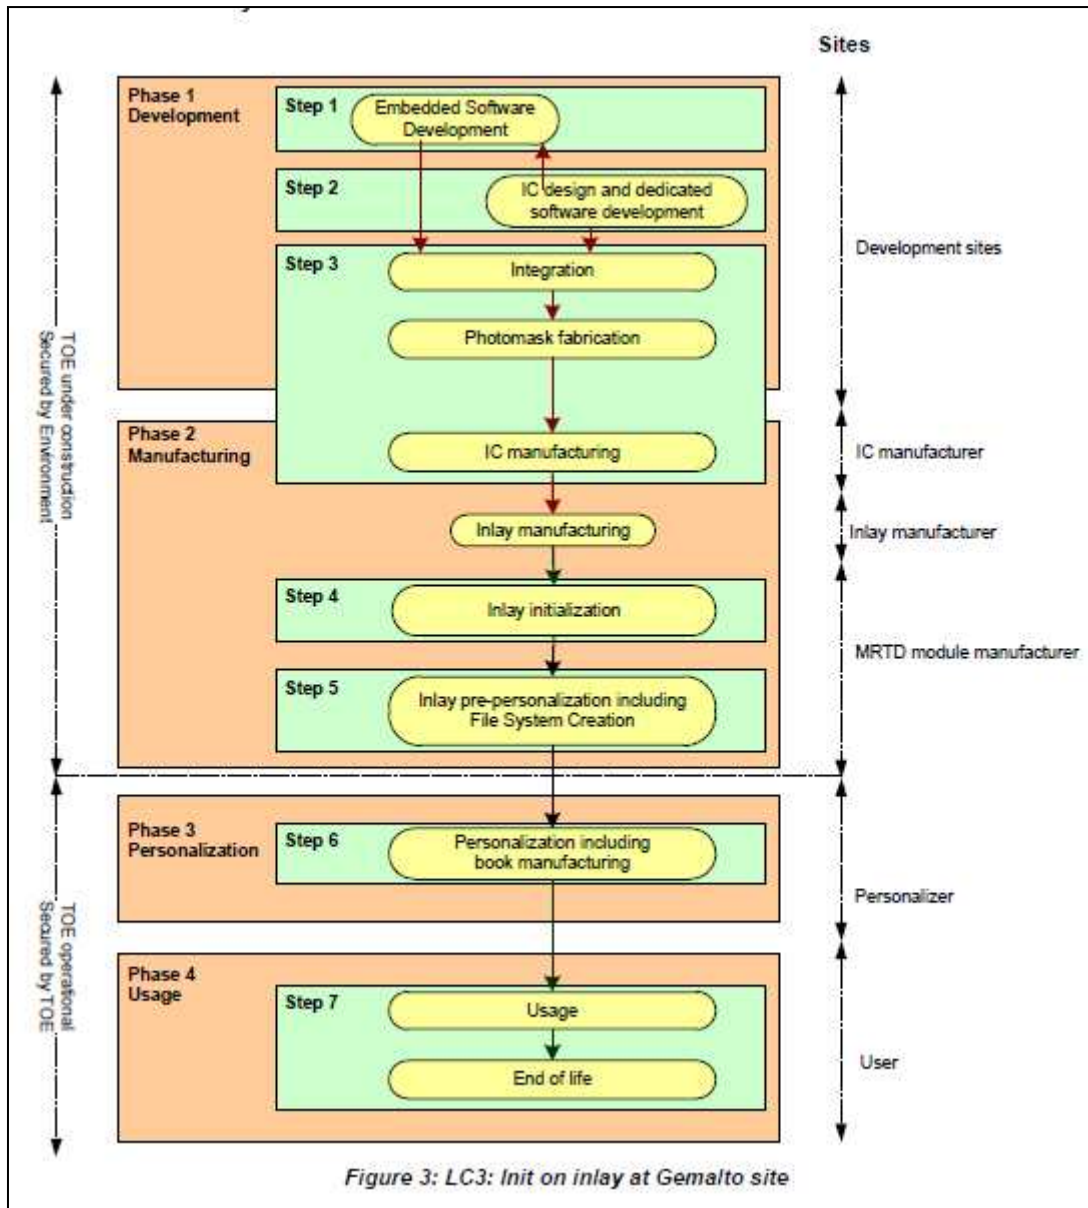 Sites
Phase 1
Development
Step 1
Embedded Software
Development
Step 2
IC design and dedicated
software development
Step 3
Integration
Photomask fabrication
Development sites
TOE under construction
Secured by Environment
Phase 2
Manufacturing
IC manufacturing
IC manufacturer
Inlay manufacturing
Inlay manufacturer
Step 4
Inlay initialization
MRTD module manufacturer
Step 5
Inlay pre-personalization including
File System Creation
Phase 3
Personalization
Step 6
Personalization including
book manufacturing
Personalizer
TOE operational
Secured by TOE
Phase 4
Usage
Step 7
Usage
End of life
User
Figure 3: LC3: Init on inlay at Gemalto site